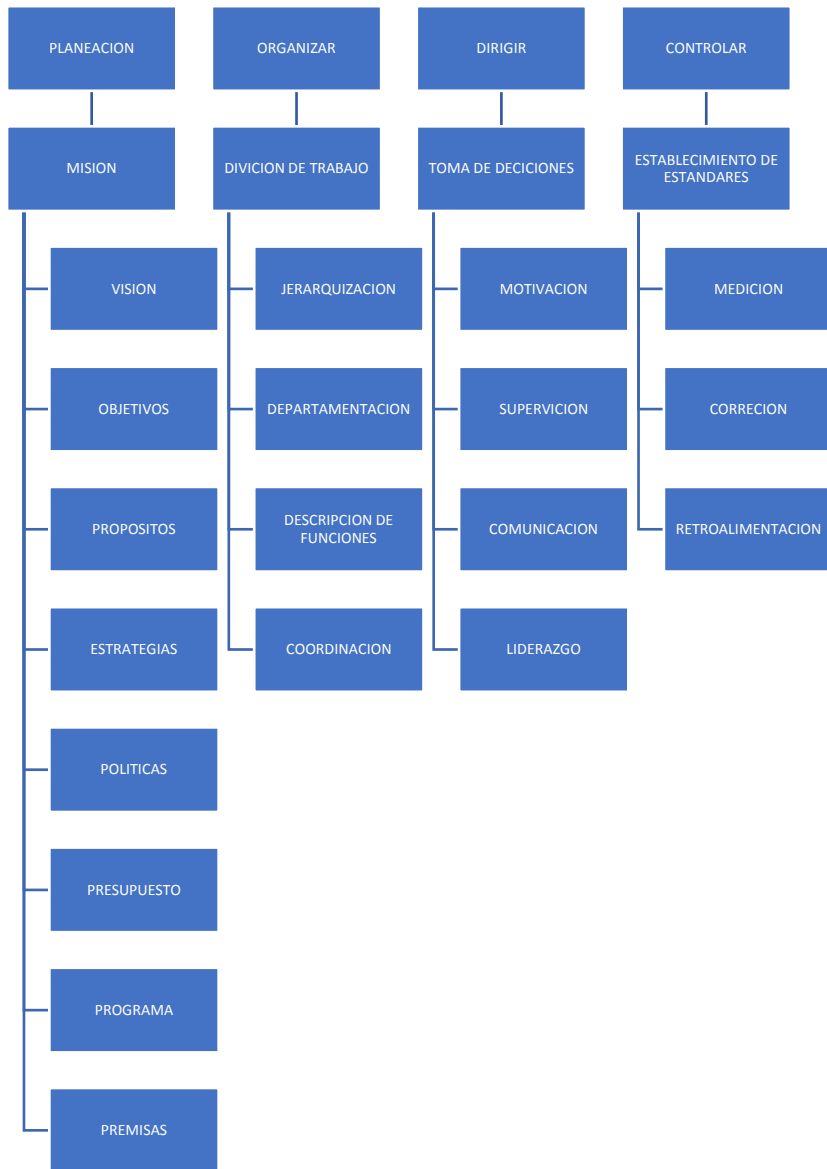 PLANEACION
ORGANIZAR
DIRIGIR
CONTROLAR
MISION
DIVICION DE TRABAJO
TOMA DE DECICIONES
ESTABLECIMIENTO DE
ESTANDARES
VISION
JERARQUIZACION
MOTIVACION
MEDICION
OBJETIVOS
DEPARTAMENTACION
SUPERVICION
CORRECION
PROPOSITOS
DESCRIPCION DE
FUNCIONES
COMUNICACION
RETROALIMENTACION
ESTRATEGIAS
COORDINACION
LIDERAZGO
POLITICAS
PRESUPUESTO
PROGRAMA
PREMISAS